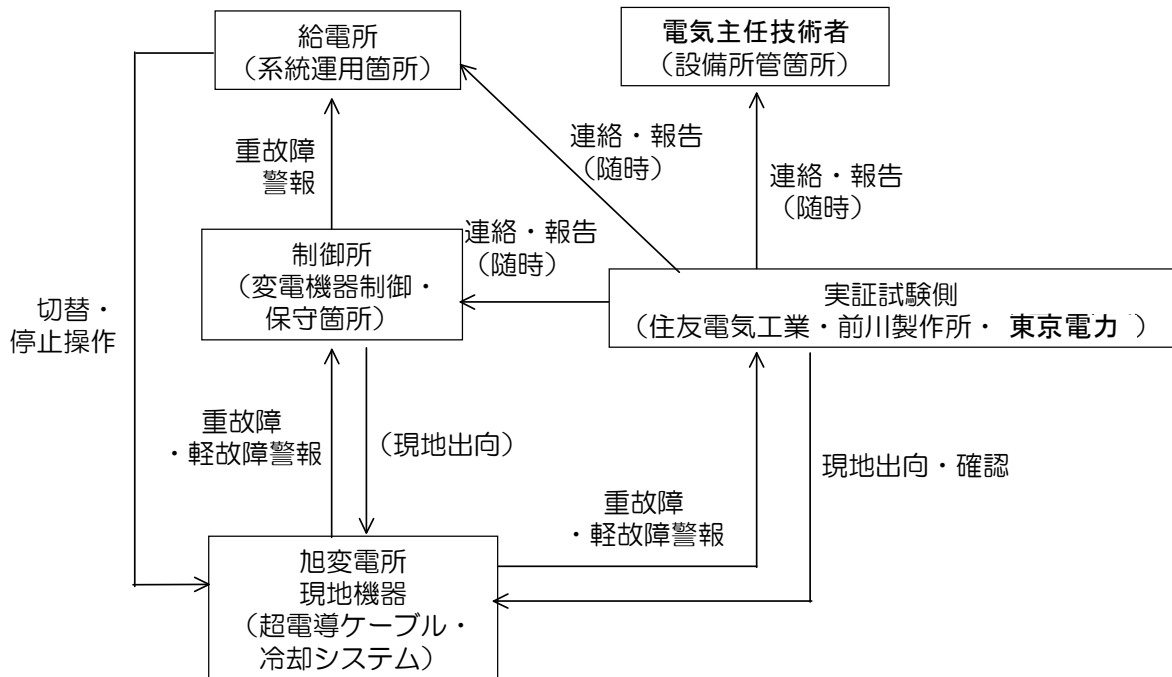 給電所
（系統運用箇所）
電気主任技術者
（設備所管箇所）
重故障
警報
連絡・報告
（随時）
連絡・報告
（随時）
制御所
（変電機器制御・
保守箇所）
連絡・報告
（随時）
実証試験側
（住友電気工業・前川製作所・東京電力）
切替・
停止操作
重故障
・軽故障警報
（現地出向）
現地出向・確認
重故障
・軽故障警報
旭変電所
現地機器
（超電導ケーブル・
冷却システム）